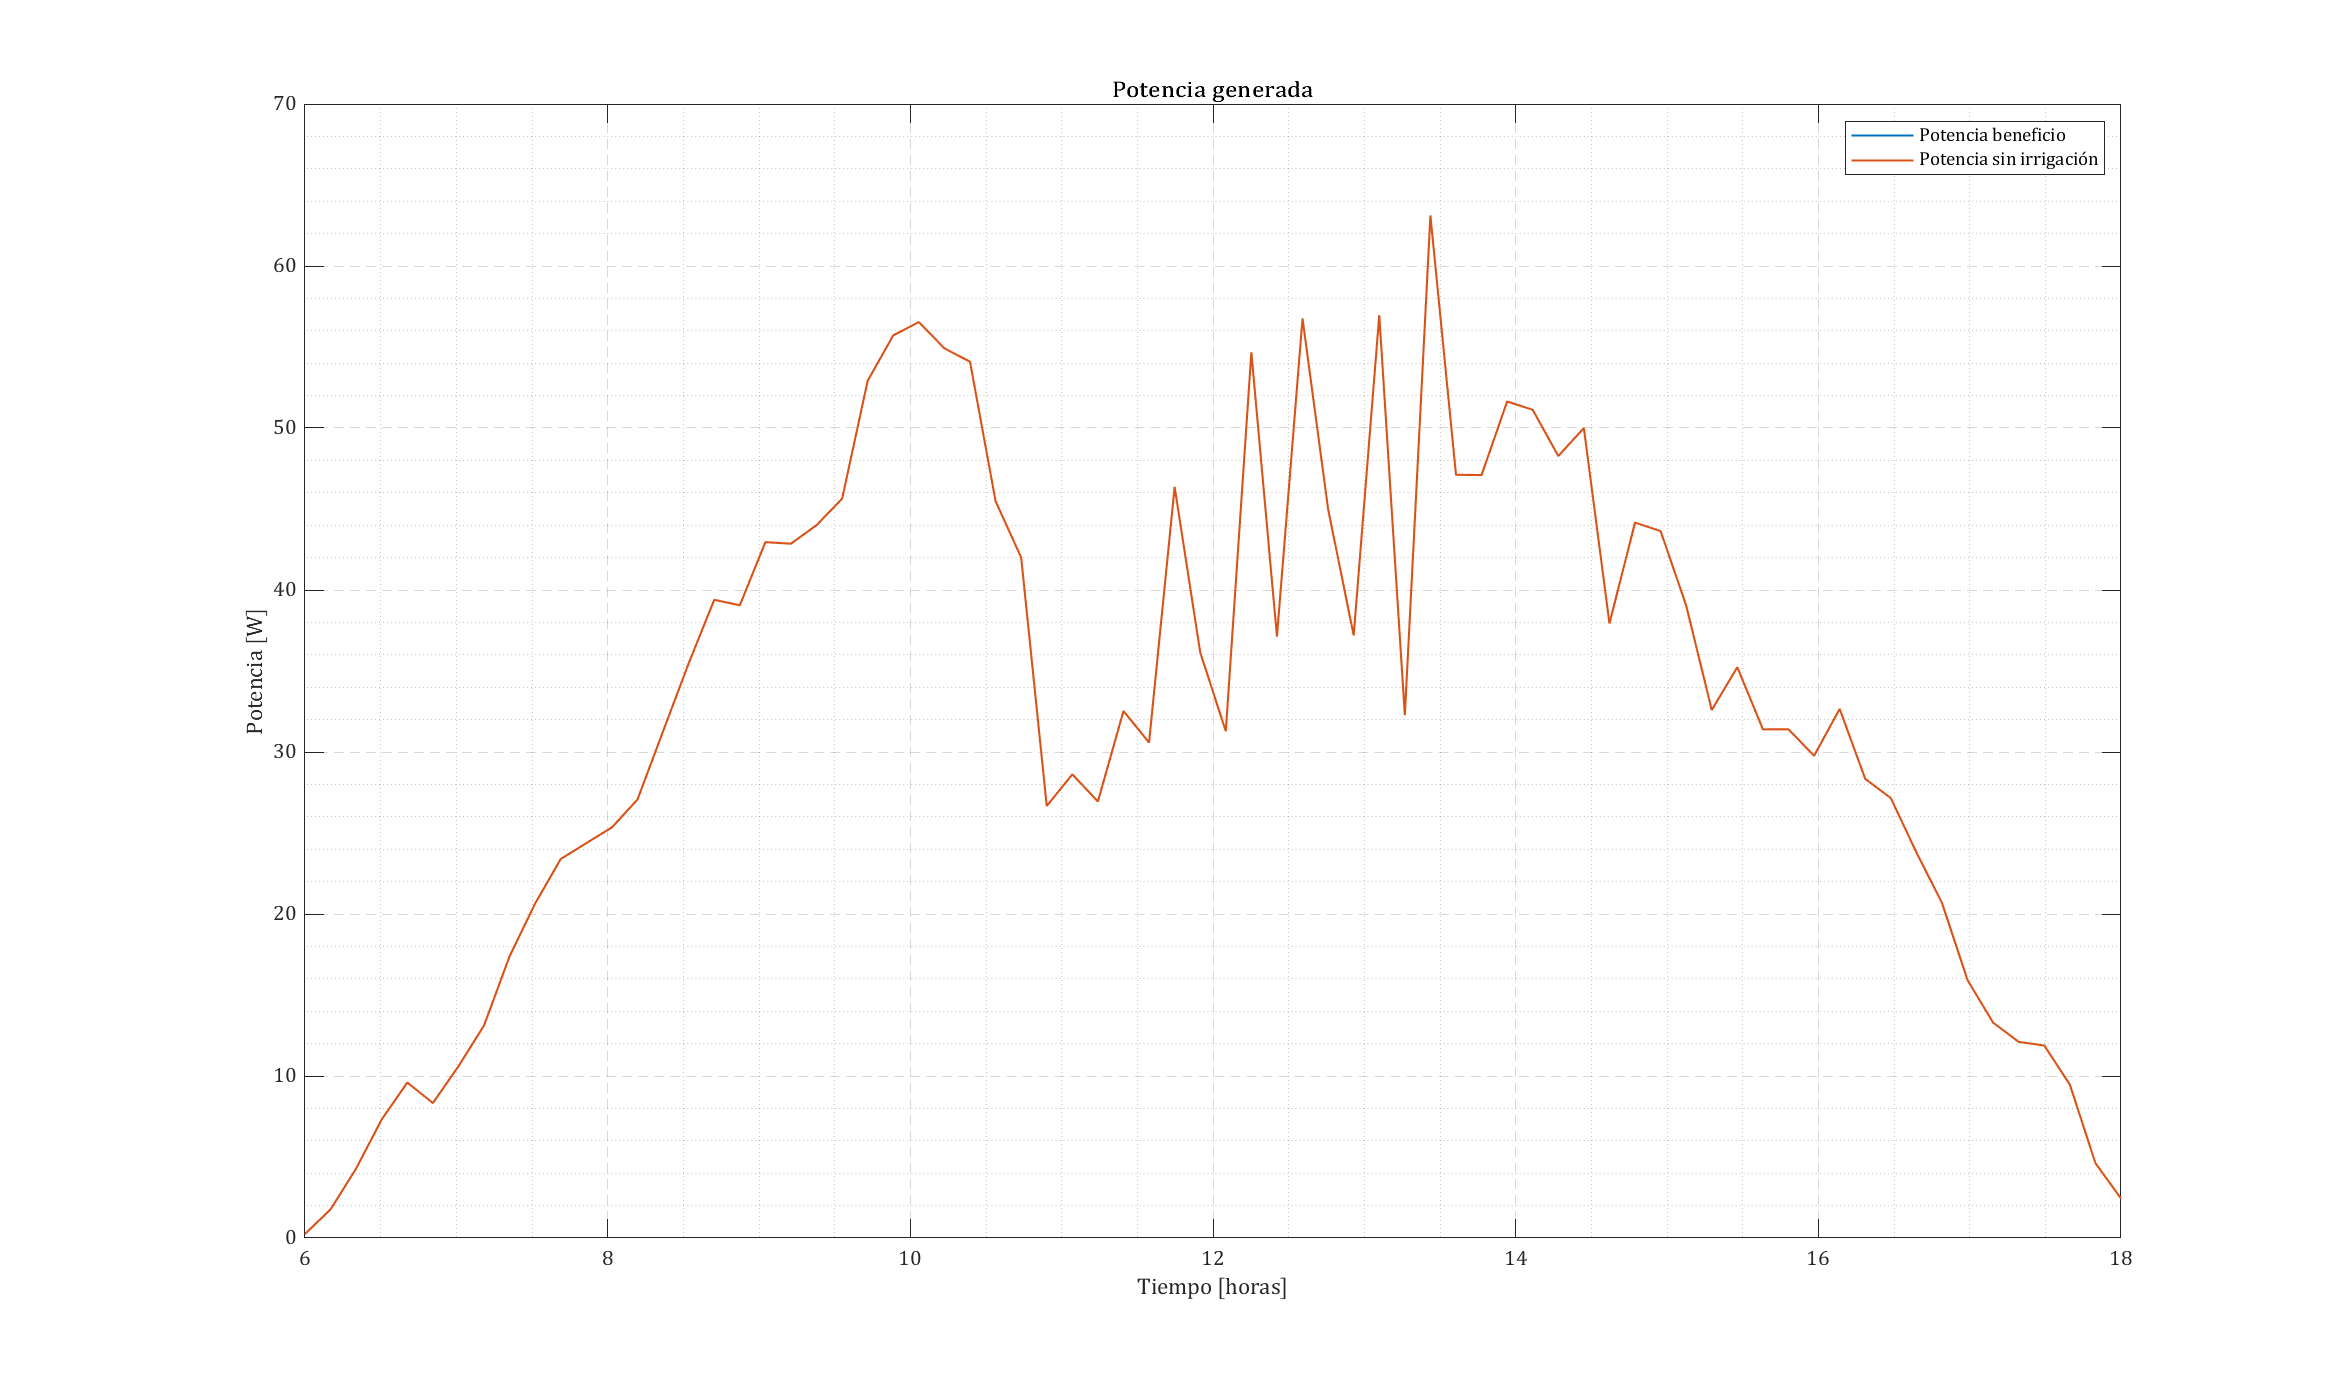 Potencia generada
Potencia beneficio
Potencia sin irrigación
70
60
50
40
30
20
10
0
Potencia [W]
6 8 10 12 14 16 18
Tiempo [horas]